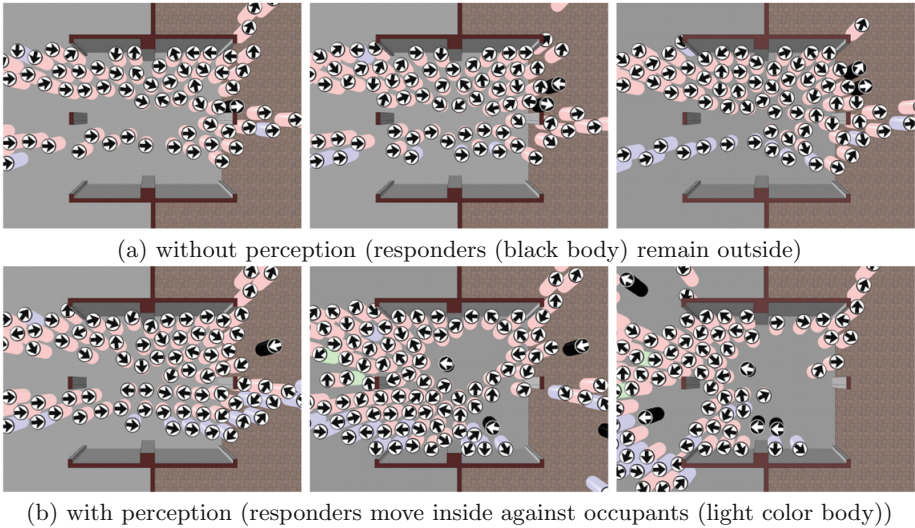 (a) without perception (responders (black body) remain outside)
(b) with perception (responders move inside against occupants (light color body))